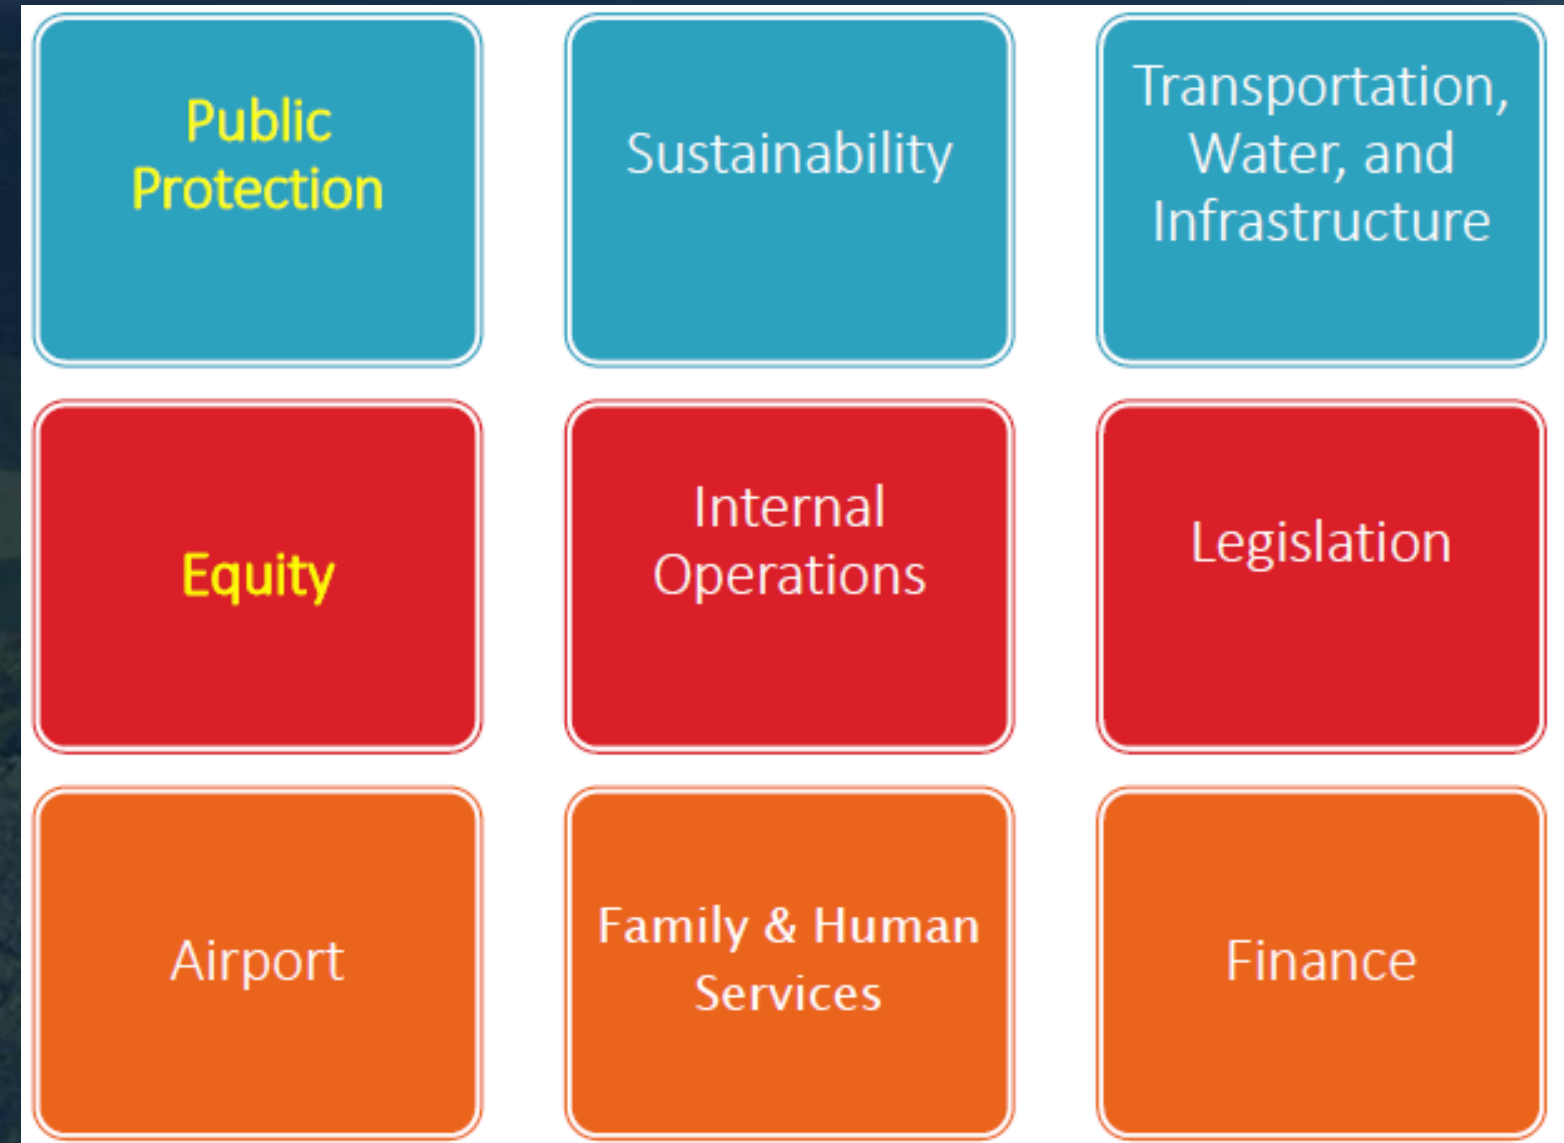 Public
Protection
Sustainability
Transportation,
Water, and
Infrastructure
Equity
Internal
Operations
Legislation
Airport
Family & Human
Services
Finance